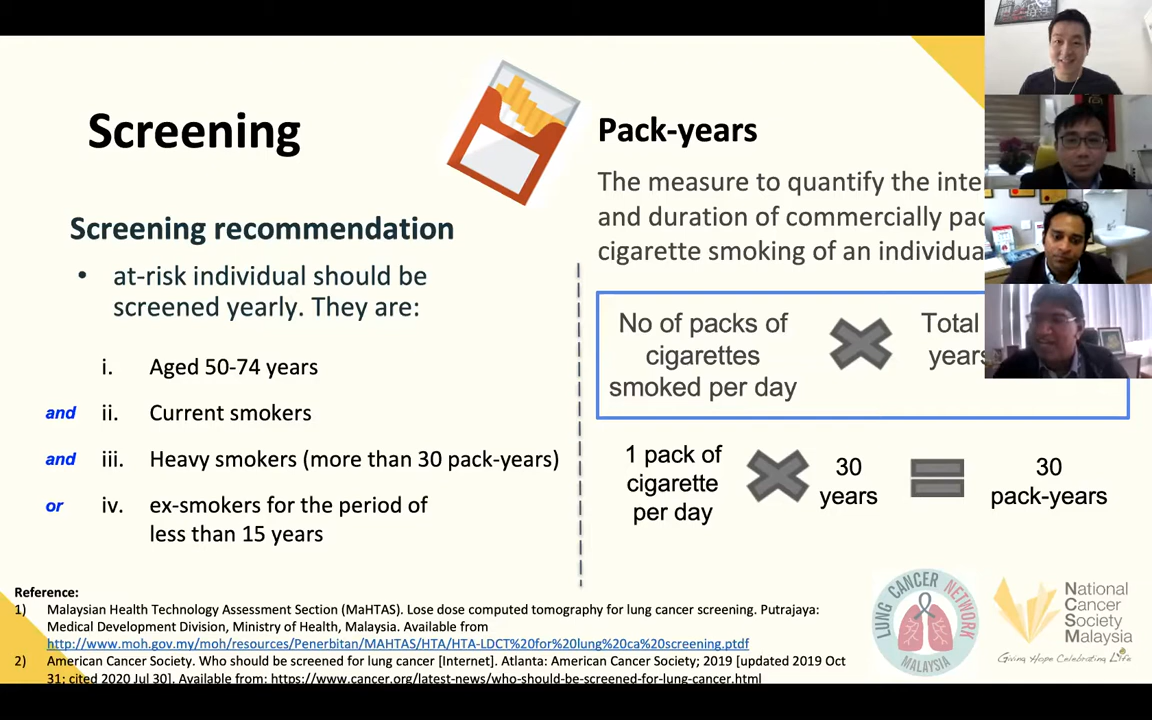 Screening
Screening recommendation
• at-risk individual should be
screened yearly. They are:
i. Aged 50-74 years
and ii. Current smokers
and iii. Heavy smokers (more than 30 pack-years)
or iv. ex-smokers for the period of
less than 15 years
Pack-years
The measure to quantify the inte
and duration of commercially pac
cigarette smoking of an individua
No of packs of
cigarettes
smoked per day
Total
years
1 pack of
cigarette
per day
30
years
30
pack-years
Reference:
1) Malaysian Health Technology Assessment Section (MaHTAS). Lose dose computed tomography for lung cancer screening. Putrajaya:
Medical Development Division, Ministry of Health, Malaysia. Available from
http://www.moh.gov.my/moh/resources/Penerbitan/MAHTAS/HTA/HTA-LDCT%20for%20lung%20ca%20screening.ptdf
2) American Cancer Society. Who should be screened for lung cancer [Internet]. Atlanta: American Cancer Society; 2019 [updated 2019 Oct
31; cited 2020 Jul 30]. Available from: https://www.cancer.org/latest-news/who-should-be-screened-for-lung-cancer.html
LUNG CANCER NETWORK
MALAYSIA
National
Cancer
Society
Malaysia
Giving Hope Celebrating Life